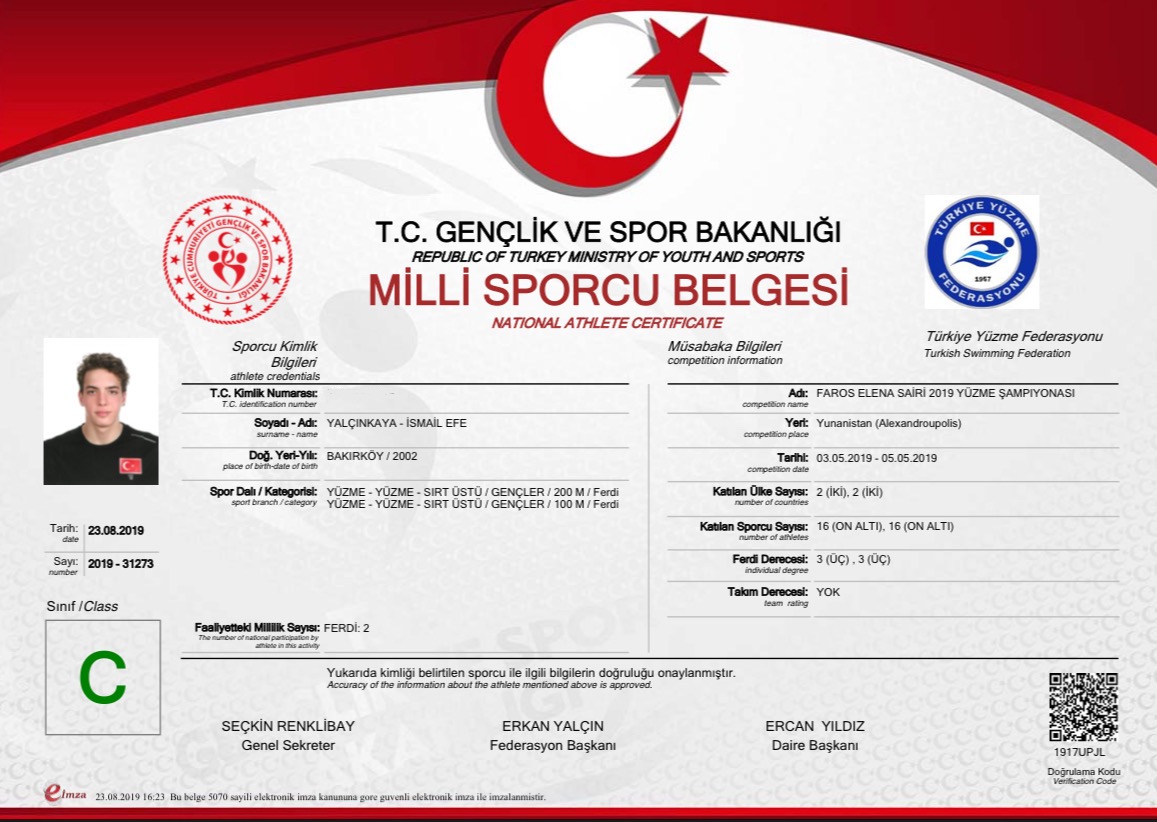 T.C. GENÇLİK VE SPOR BAKANLIĞI
REPUBLIC OF TURKEY MINISTRY OF YOUTH AND SPORTS
MİLLİ SPORCU BELGESİ
NATIONAL ATHLETE CERTIFICATE
TÜRKİYE CUMHURİYETİ GENÇLİK VE SPOR BAKANLIĞI
TÜRKİYE YÜZME
1957
FEDERASYONU
Türkiye Yüzme Federasyonu
Turkish Swimming Federation
Sporcu Kimlik
Bilgileri
athlete credentials
T.C. Kimlik Numarası:
T.C. identification number
Soyadı - Adı: YALÇINKAYA - İSMAİL EFE
surname - name
Doğ. Yeri-Yılı: BAKIRKÖY / 2002
place of birth-date of birth
Spor Dalı / Kategorisi: YÜZME - YÜZME - SIRT ÜSTÜ / GENÇLER / 200 M / Ferdi
sport branch / category YÜZME - YÜZME - SIRT ÜSTÜ / GENÇLER / 100 M / Ferdi
Faaliyetteki Millilik Sayısı: FERDİ: 2
The number of national participation by
athlete in this activity
Müsabaka Bilgileri
competition information
Adı: FAROS ELENA SAİRİ 2019 YÜZME ŞAMPIYONASI
competition name
Yeri: Yunanistan (Alexandroupolis)
competition place
Tarihi: 03.05.2019 - 05.05.2019
competition date
Katılan Ülke Sayısı: 2 (İKİ), 2 (İKİ)
number of countries
Katılan Sporcu Sayısı: 16 (ON ALTI), 16 (ON ALTI)
number of athletes
Ferdi Derecesi: 3 (ÜÇ) , 3 (ÜÇ)
individual degree
Takım Derecesi: YOK
team rating
Tarih: 23.08.2019
date
Sayı: 2019 - 31273
number
Sınıf /Class
C
Yukarıda kimliği belirtilen sporcu ile ilgili bilgilerin doğruluğu onaylanmıştır.
Accuracy of the information about the athlete mentioned above is approved.
SEÇKİN RENKLİBAY
Genel Sekreter
ERKAN YALÇIN
Federasyon Başkanı
ERCAN YILDIZ
Daire Başkanı
1917UPJL
Doğrulama Kodu
Verification Code
e imza 23.08.2019 16:23 Bu belge 5070 sayili elektronik imza kanununa gore guvenli elektronik imza ile imzalanmistir.